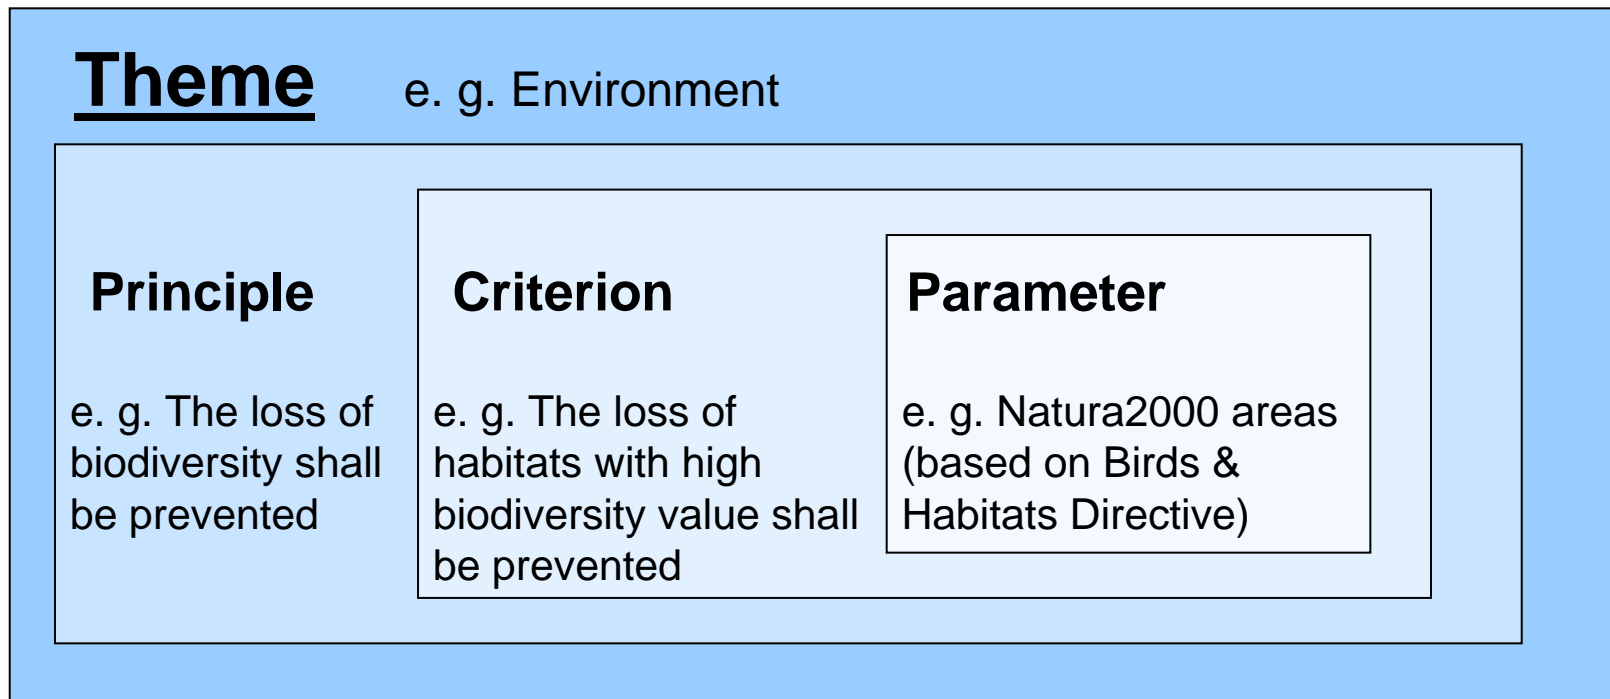 Theme e. g. Environment
Principle
e. g. The loss of
biodiversity shall
be prevented
Criterion
e. g. The loss of
habitats with high
biodiversity value shall
be prevented
Parameter
e. g. Natura2000 areas
(based on Birds &
Habitats Directive)